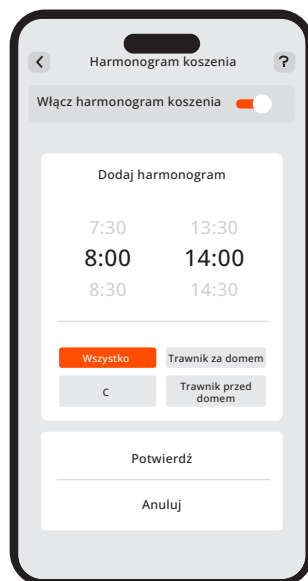 Harmonogram koszenia
?
Włącz harmonogram koszenia
Dodaj harmonogram
7:30 13:30
8:00 14:00
8:30 14:30
Wszystko Trawnik za domem
C Trawnik przed
domem
Potwierdź
Anuluj